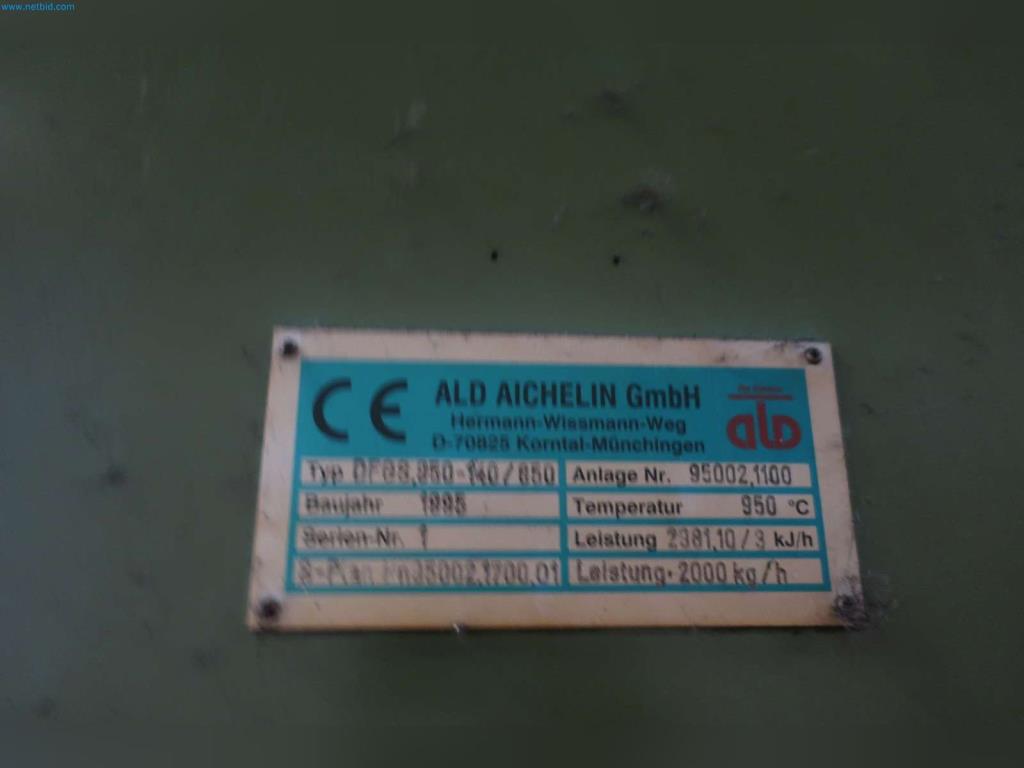 www.netbid.com
CE
ALD AICHELIN GmbH
Hermann-Wissmann-Weg
D-70825 Korntal-Münchingen
ald
Typ
Anlage Nr. 95002,1100
Baujahr 1995
Temperatur 950 °C
Serien-Nr. 1
Leistung 2381,10/3 kJ/h
Leistung· 2000 kg/h